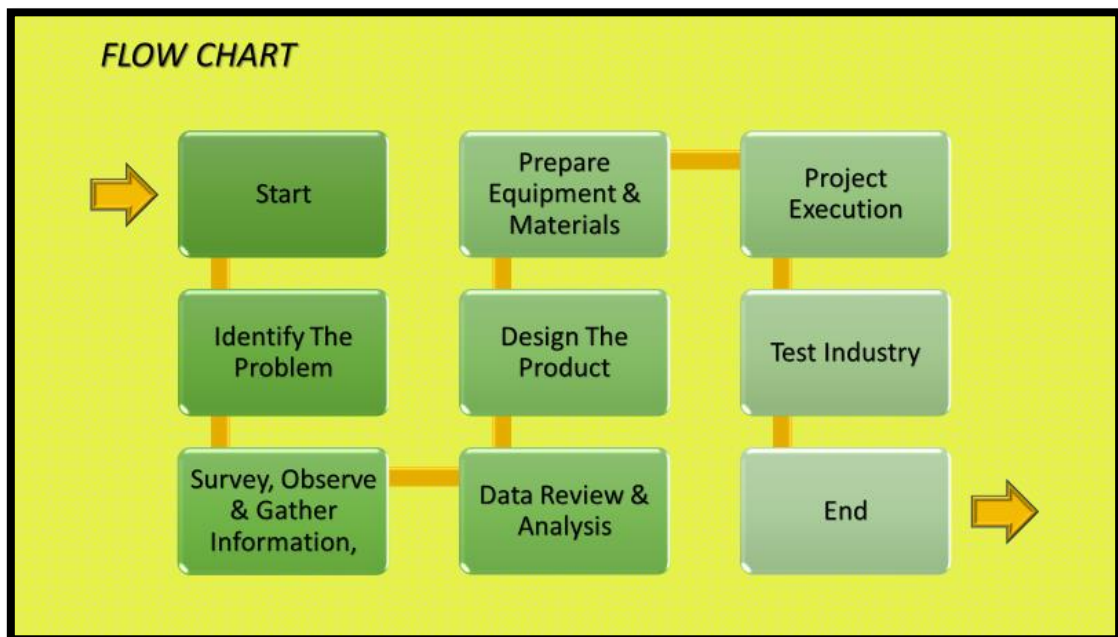 FLOW CHART
Start
Identify The
Problem
Survey, Observe
& Gather
Information,
Data Review &
Analysis
Design The
Product
Prepare
Equipment &
Materials
Project
Execution
Test Industry
End